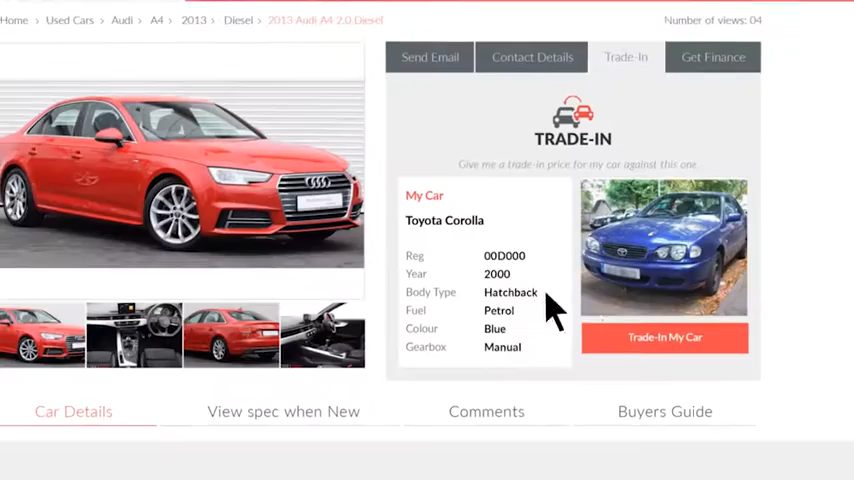 Home > Used Cars > Audi > A4 > 2013 > Diesel > 2013 Audi A4 2.0 Diesel
Number of views: 04
Send Email
Contact Details
Trade-In
Get Finance
TRADE-IN
Give me a trade-in price for my car against this one.
My Car
Toyota Corolla
Reg 00D000
Year 2000
Body Type Hatchback
Fuel Petrol
Colour Blue
Gearbox Manual
Trade-In My Car
Car Details
View spec when New
Comments
Buyers Guide